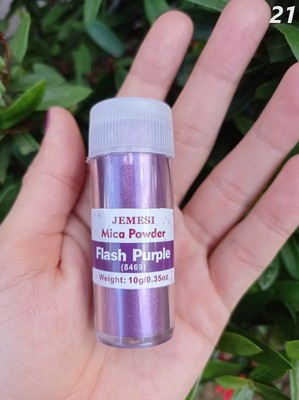 21
JEMESI
Mica Powder
Flash Purple
(8469)
Weight: 10g/0.35oz